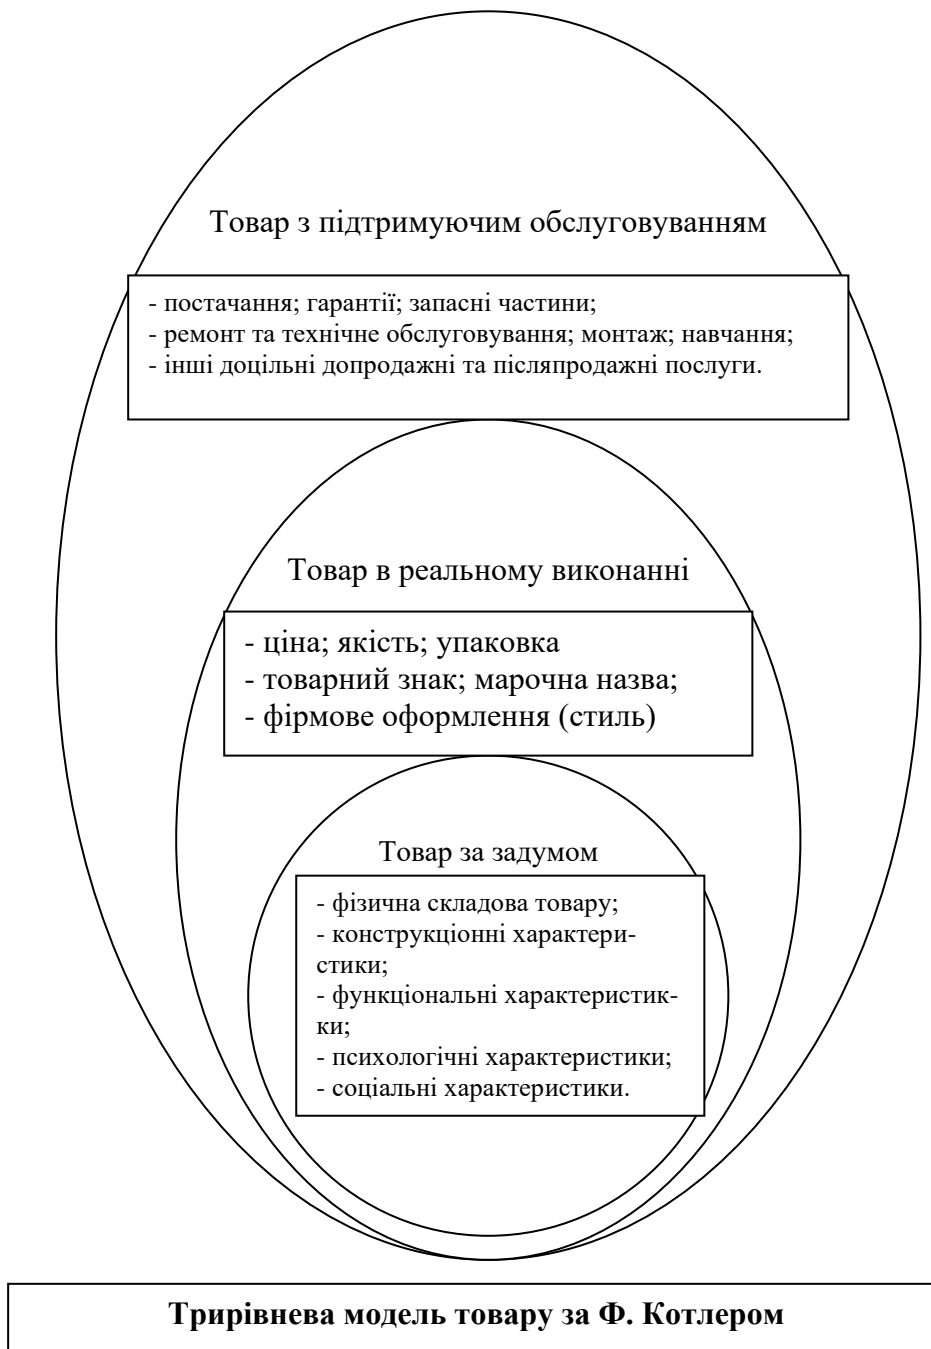 Товар з підтримуючим обслуговуванням
- постачання; гарантії; запасні частини;
- ремонт та технічне обслуговування; монтаж; навчання;
- інші доцільні допродажні та післяпродажні послуги.
Товар в реальному виконанні
- ціна; якість; упаковка
- товарний знак; марочна назва;
- фірмове оформлення (стиль)
Товар за задумом
- фізична складова товару;
- конструкціонні характери-
стики;
- функціональні характеристик-
ки;
- психологічні характеристики;
- соціальні характеристики.
Трирівнева модель товару за Ф. Котлером